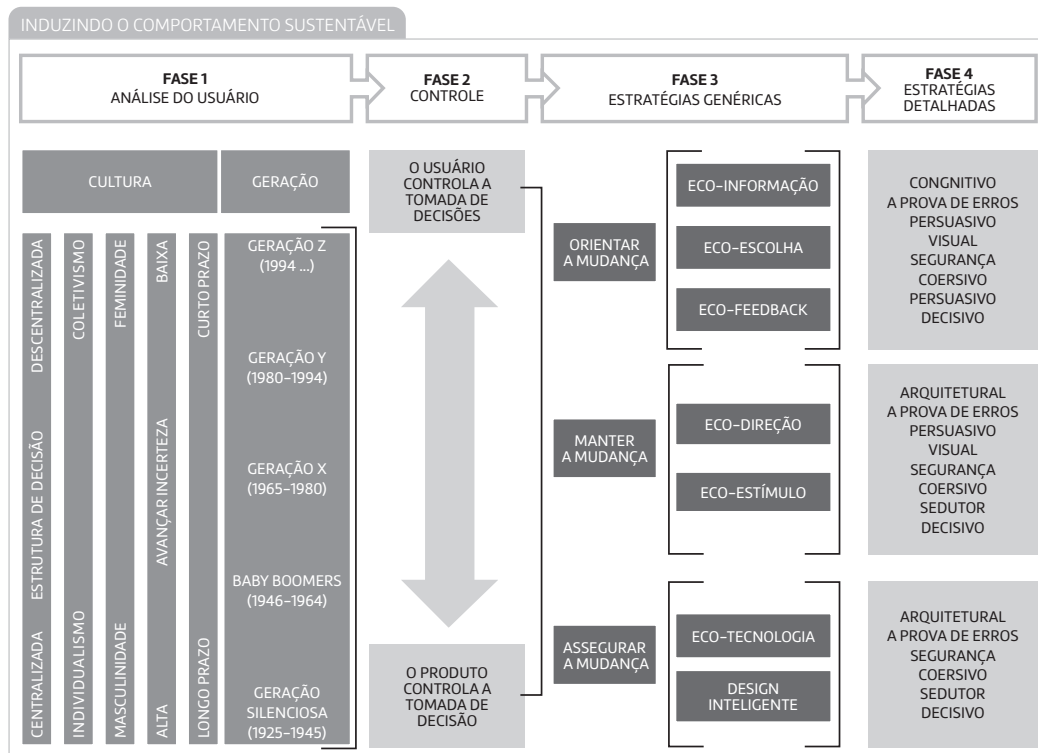 INDUZINDO O COMPORTAMENTO SUSTENTÁVEL
FASE 1
ANÁLISE DO USUÁRIO
FASE 2
CONTROLE
FASE 3
ESTRATÉGIAS GENÉRICAS
FASE 4
ESTRATÉGIAS
DETALHADAS
CULTURA
GERAÇÃO
DESCENTRALIZADA
ESTRUTURA DE DECISÃO
CENTRALIZADA
COLETIVISMO
INDIVIDUALISMO
FEMINIDADE
MASCULINIDADE
BAIXA
AVANÇAR INCERTEZA
ALTA
CURTO PRAZO
LONGO PRAZO
GERAÇÃO Z
(1994 ...)
GERAÇÃO Y
(1980-1994)
GERAÇÃO X
(1965-1980)
BABY BOOMERS
(1946-1964)
GERAÇÃO
SILENCIOSA
(1925-1945)
O USUÁRIO
CONTROLA A
TOMADA DE
DECISÕES
O PRODUTO
CONTROLA A
TOMADA DE
DECISÃO
ORIENTAR
A MUDANÇA
ECO-INFORMAÇÃO
ECO-ESCOLHA
ECO-FEEDBACK
CONGNITIVO
A PROVA DE ERROS
PERSUASIVO
VISUAL
SEGURANÇA
COERSIVO
PERSUASIVO
DECISIVO
MANTER
A MUDANÇA
ECO-DIREÇÃO
ECO-ESTÍMULO
ARQUITETURAL
A PROVA DE ERROS
PERSUASIVO
VISUAL
SEGURANÇA
COERSIVO
SEDUTOR
DECISIVO
ASSEGURAR
A MUDANÇA
ECO-TECNOLOGIA
DESIGN
INTELIGENTE
ARQUITETURAL
A PROVA DE ERROS
SEGURANÇA
COERSIVO
SEDUTOR
DECISIVO